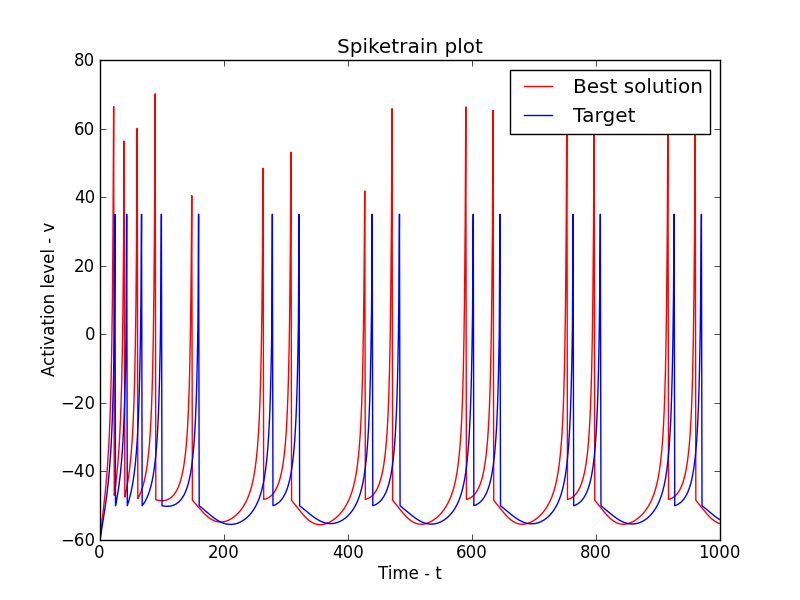 Spiketrain plot
80
60
40
20
0
−20
−40
−60
Activation level - v
Best solution
Target
0 200 400 600 800 1000
Time - t